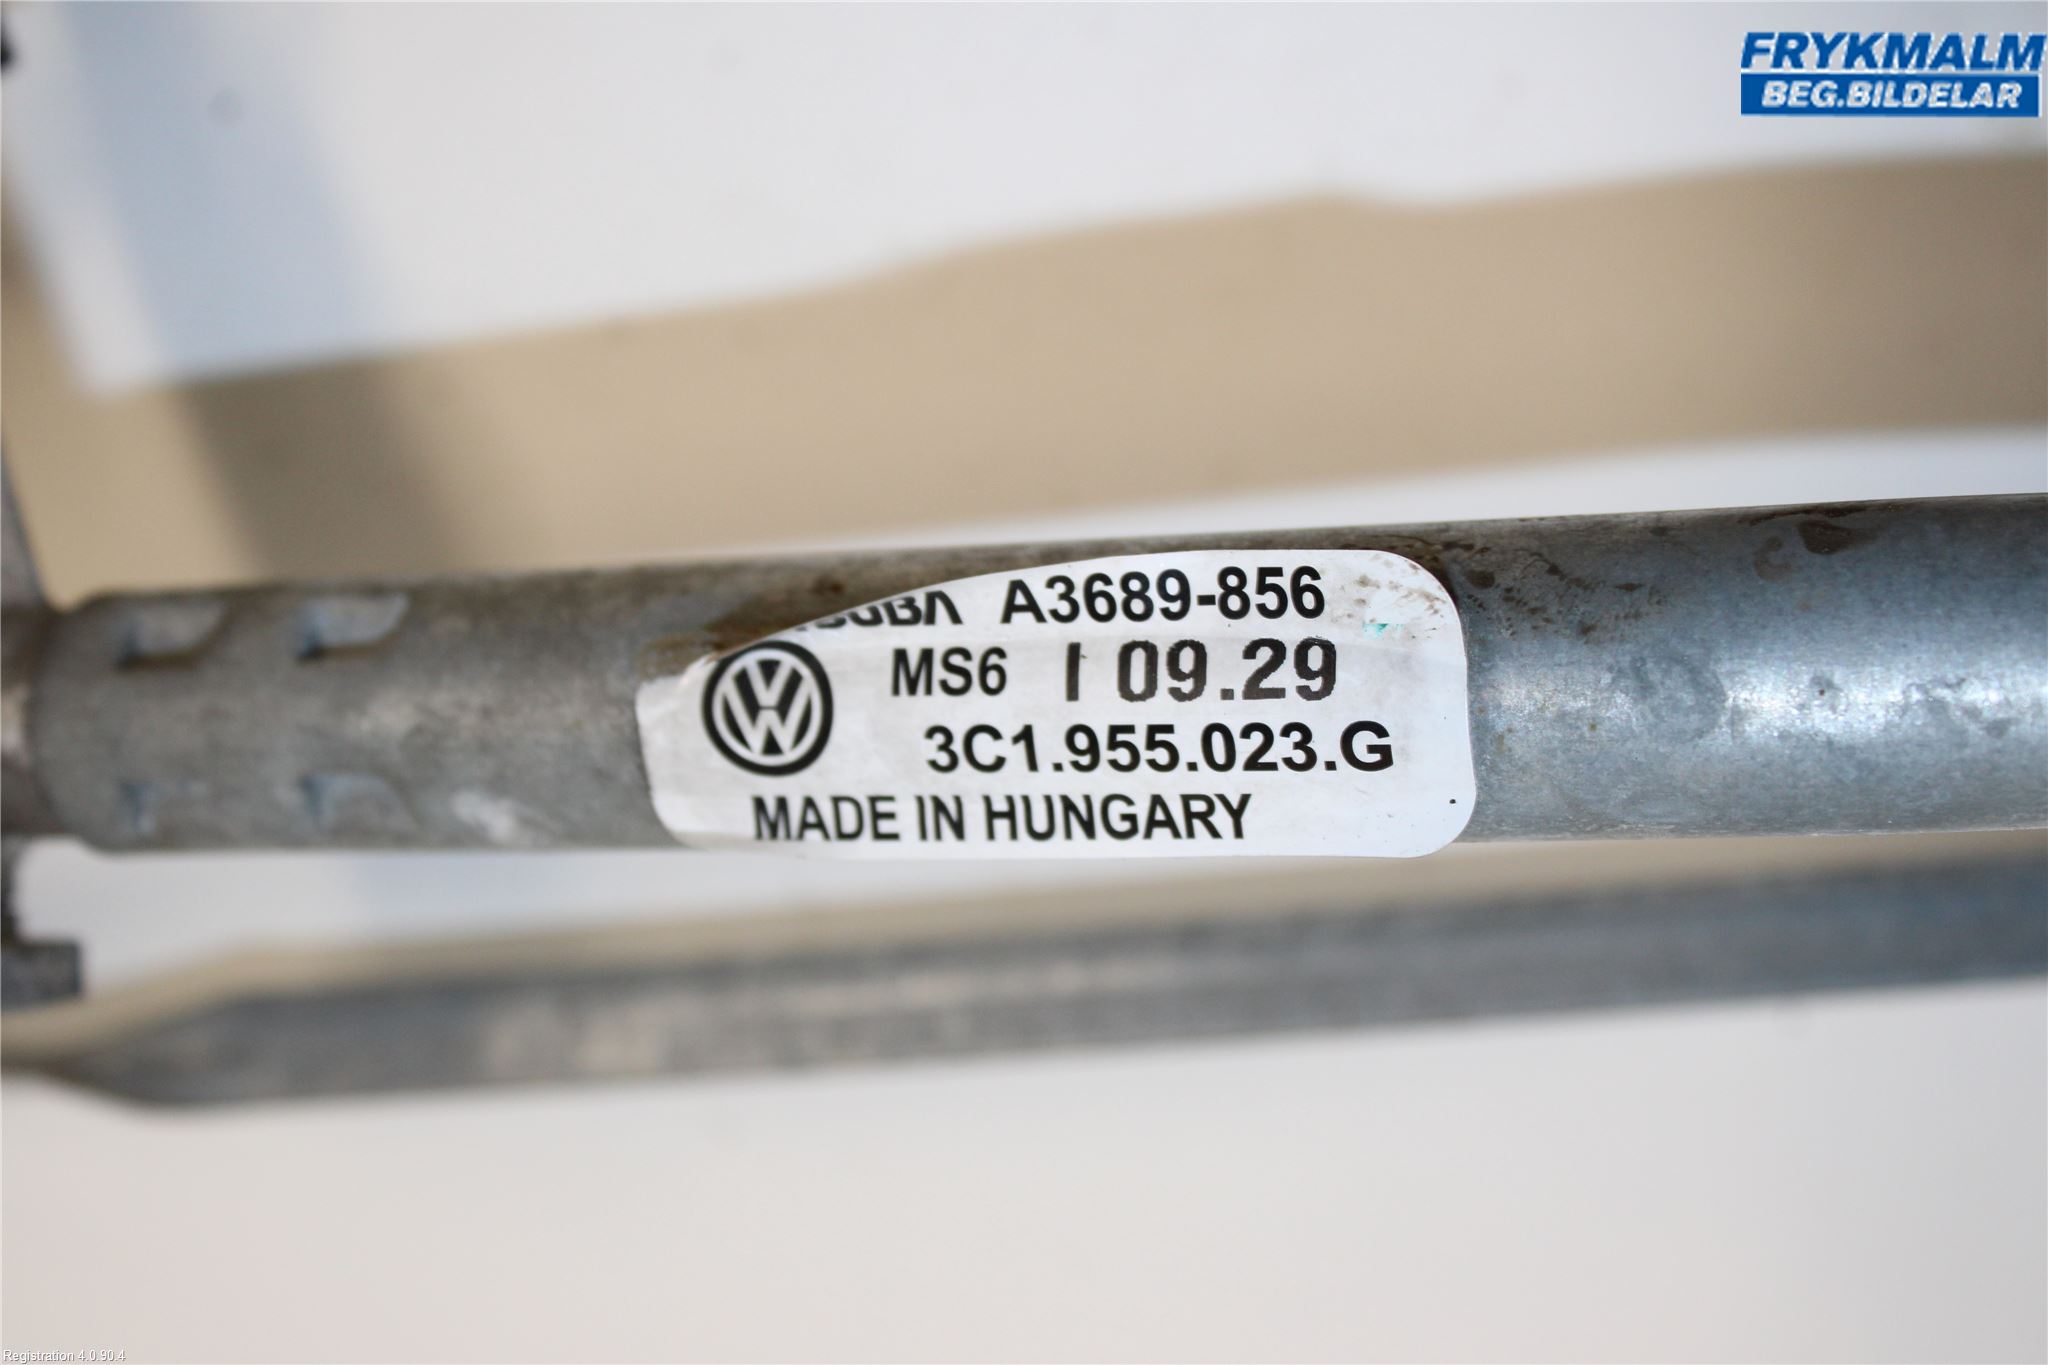 FRYKMALM
BEG.BILDELAR
A3689-856
MS6 I 09.29
3C1.955.023.G
MADE IN HUNGARY
Registration 4.0.90.4